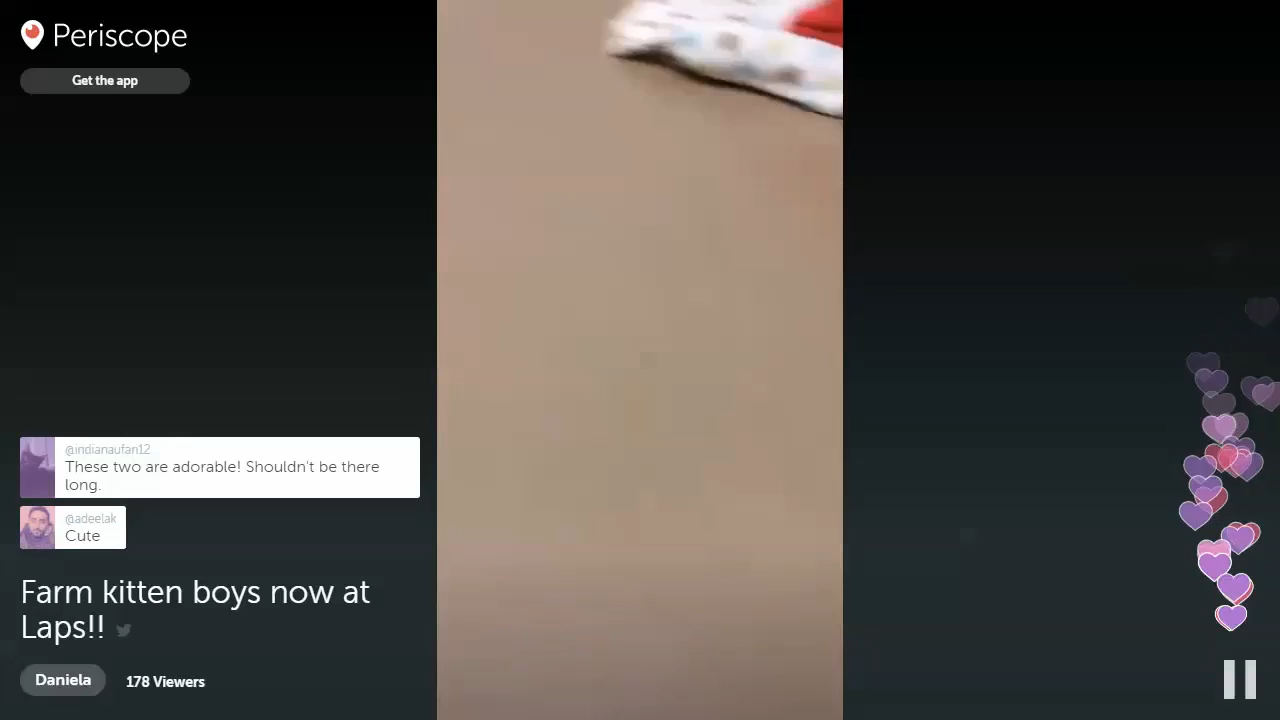 Periscope
Get the app
@indianaufan12
These two are adorable! Shouldn't be there
long.
@adeelak
Cute
Farm kitten boys now at
Laps!!
Daniela
178 Viewers